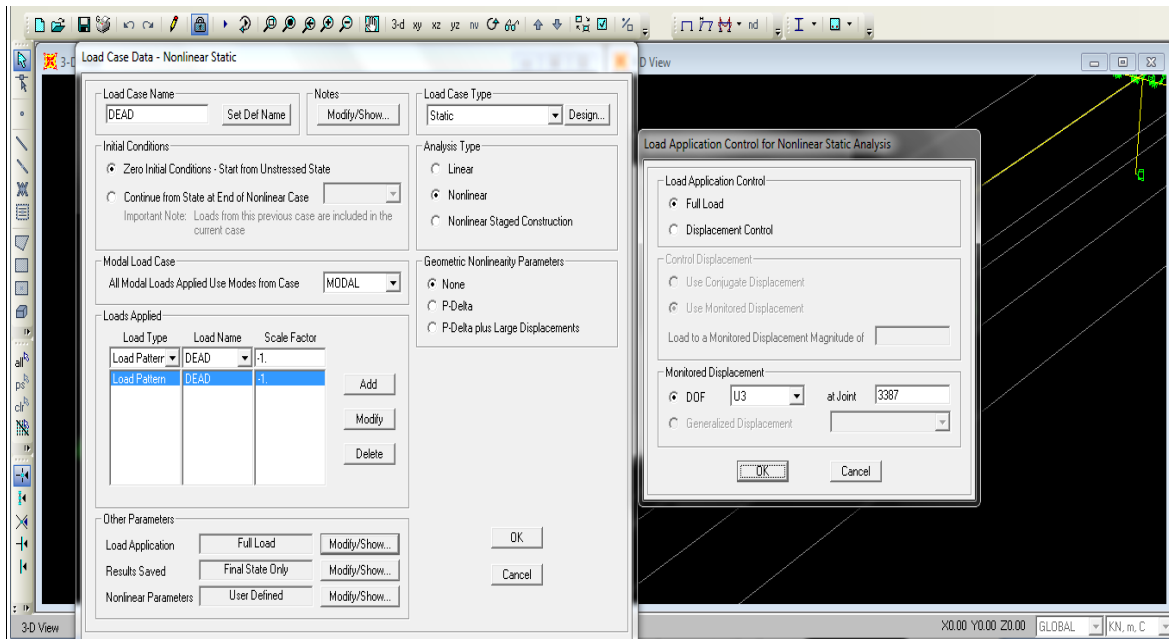 3-d xy xz yz nv
nd
3-D
Load Case Data - Nonlinear Static
D View
Load Case Name
Notes
Load Case Type
DEAD
Set Def Name
Modify/Show...
Static
Design...
Initial Conditions
Zero Initial Conditions - Start from Unstressed State
Continue from State at End of Nonlinear Case
Important Note: Loads from this previous case are included in the
current case
Analysis Type
Linear
Nonlinear
Nonlinear Staged Construction
Modal Load Case
All Modal Loads Applied Use Modes from Case
MODAL
Geometric Nonlinearity Parameters
None
P-Delta
P-Delta plus Large Displacements
Loads Applied
Load Type Load Name Scale Factor
Load Pattern DEAD -1.
Load Pattern DEAD -1.
Add
Modify
Delete
Other Parameters
Load Application Full Load Modify/Show...
Results Saved Final State Only Modify/Show...
Nonlinear Parameters User Defined Modify/Show...
OK
Cancel
Load Application Control for Nonlinear Static Analysis
Load Application Control
Full Load
Displacement Control
Control Displacement
Use Conjugate Displacement
Use Monitored Displacement
Load to a Monitored Displacement Magnitude of
Monitored Displacement
DOF U3 at Joint 3387
Generalized Displacement
OK Cancel
all
ps
clr
3-D View
X0.00 Y0.00 Z0.00 GLOBAL KN, m, C